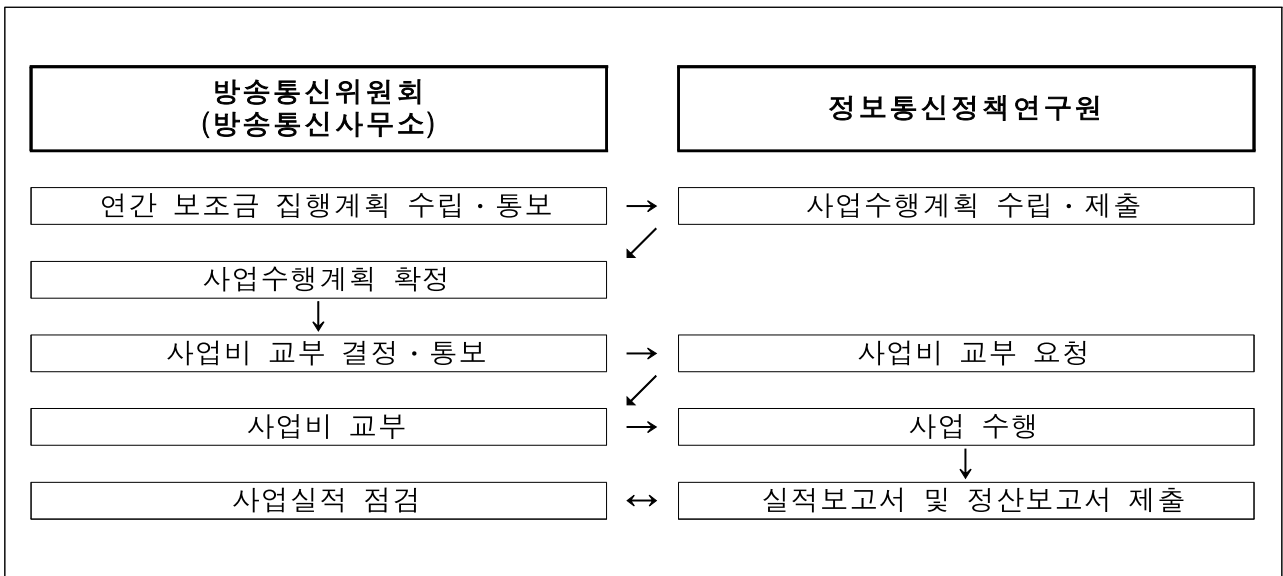 방송통신위원회
(방송통신사무소)
정보통신정책연구원
연간 보조금 집행계획 수립·통보 → 사업수행계획 수립·제출
↙
사업수행계획 확정
↓
사업비 교부 결정·통보 → 사업비 교부 요청
↙
사업비 교부 → 사업 수행
↓
사업실적 점검 ↔ 실적보고서 및 정산보고서 제출